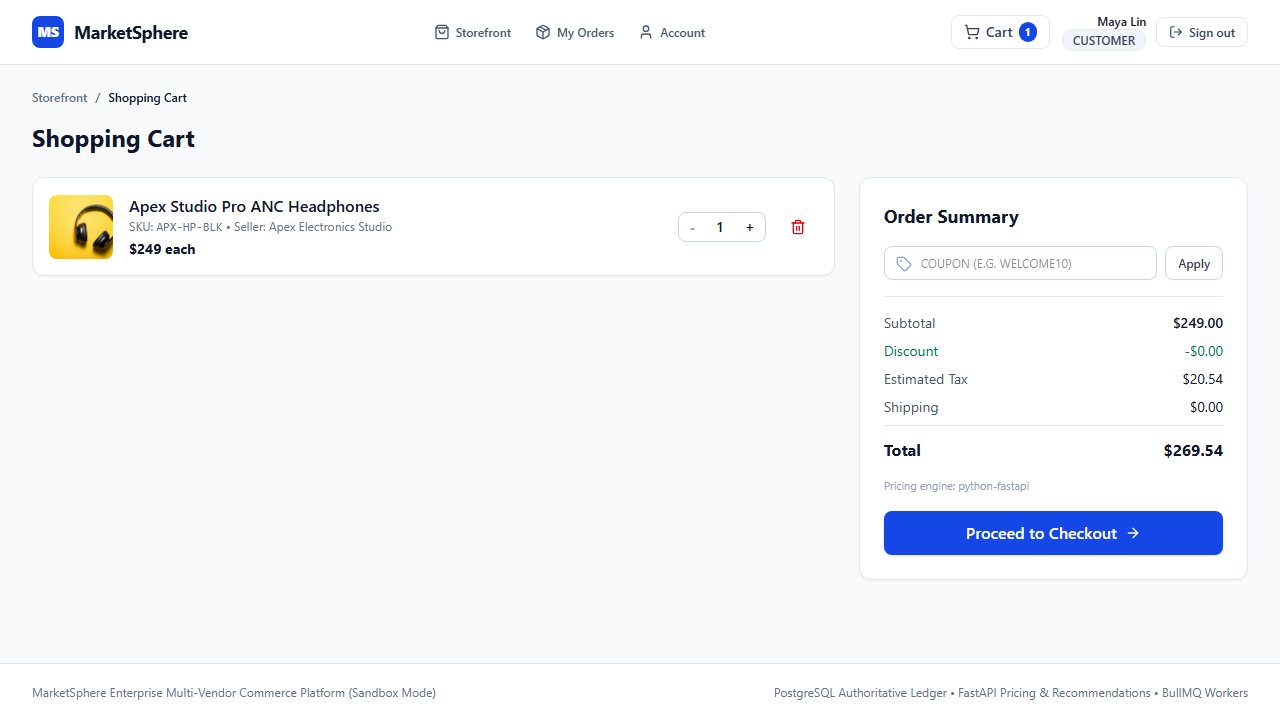 MS MarketSphere Storefront My Orders Account Cart 1 Maya Lin CUSTOMER Sign out
Storefront / Shopping Cart
Shopping Cart
Apex Studio Pro ANC Headphones
SKU: APX-HP-BLK • Seller: Apex Electronics Studio
$249 each
- 1 +
Order Summary
COUPON (E.G. WELCOME10) Apply
Subtotal $249.00
Discount -$0.00
Estimated Tax $20.54
Shipping $0.00
Total $269.54
Pricing engine: python-fastapi
Proceed to Checkout →
MarketSphere Enterprise Multi-Vendor Commerce Platform (Sandbox Mode) PostgreSQL Authoritative Ledger • FastAPI Pricing & Recommendations • BullMQ Workers